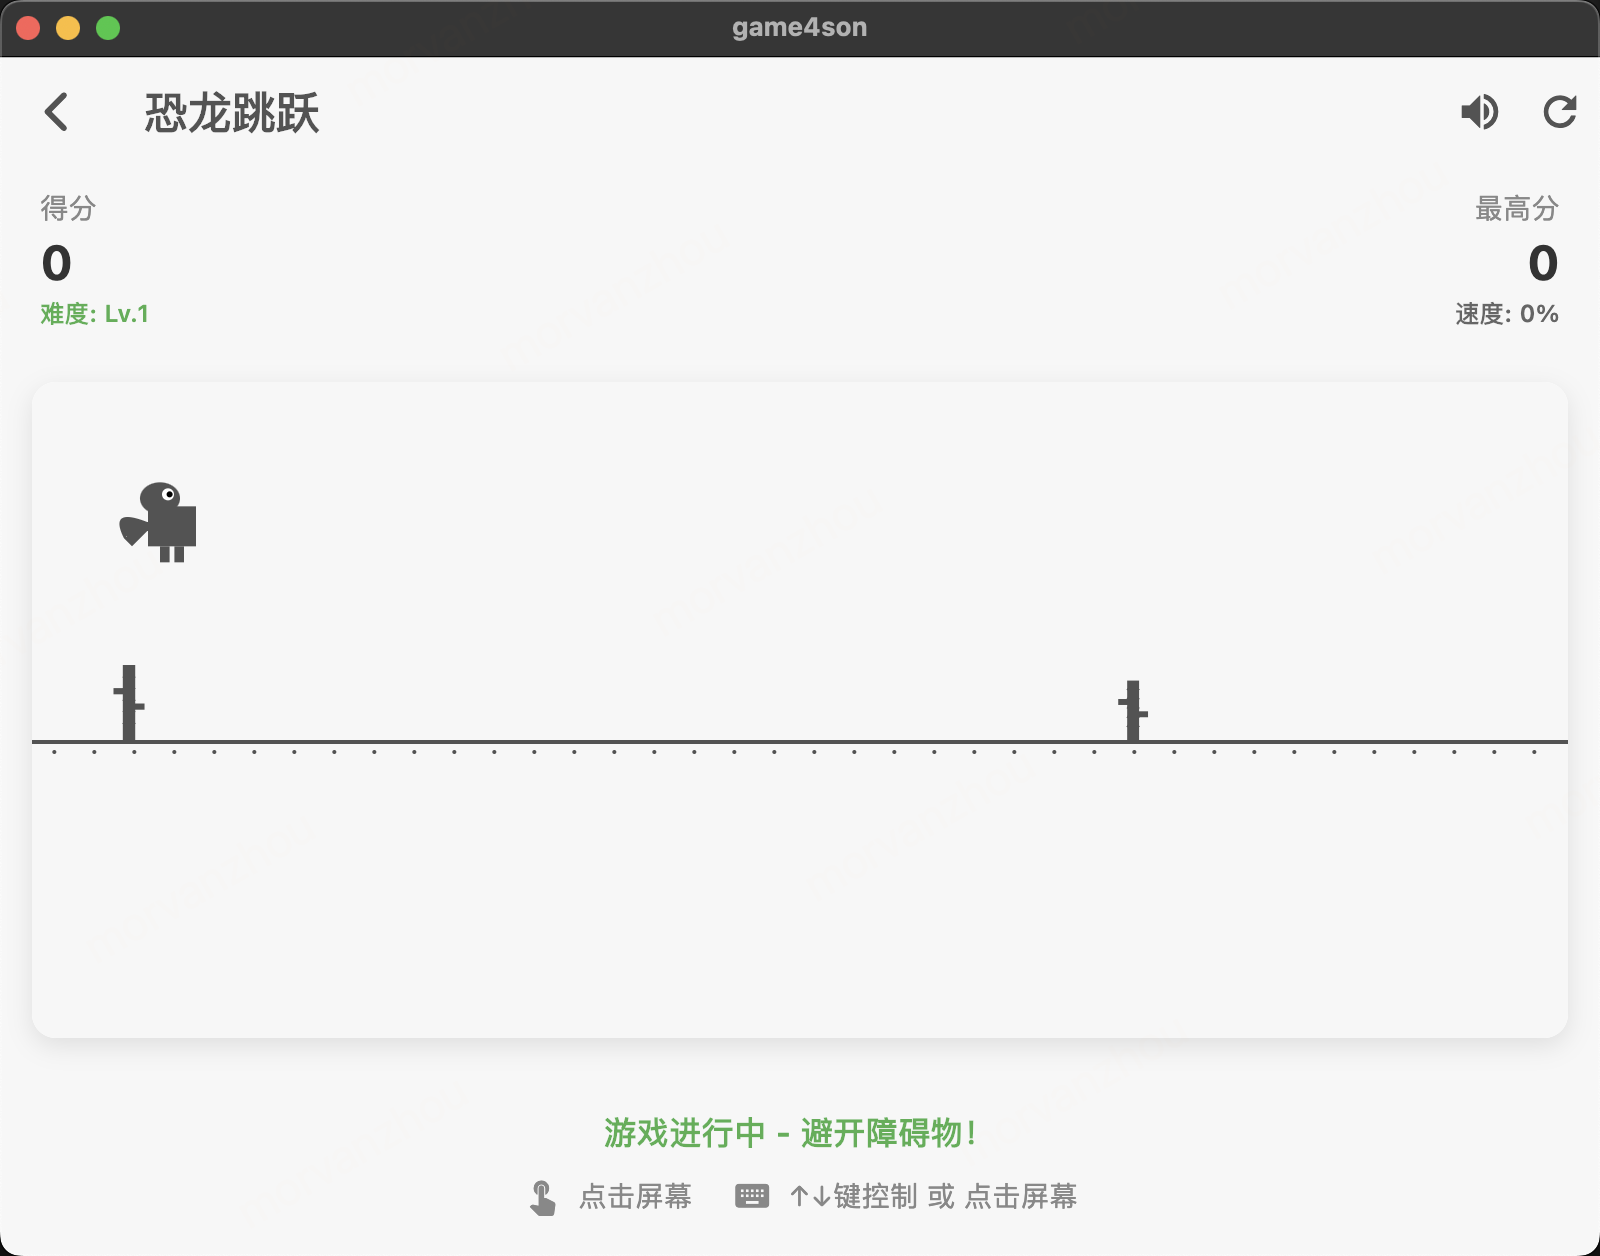 game4son
恐龙跳跃
得分
最高分
0
0
难度: Lv.1
速度: 0%
游戏进行中 - 避开障碍物!
点击屏幕
↑↓键控制 或 点击屏幕